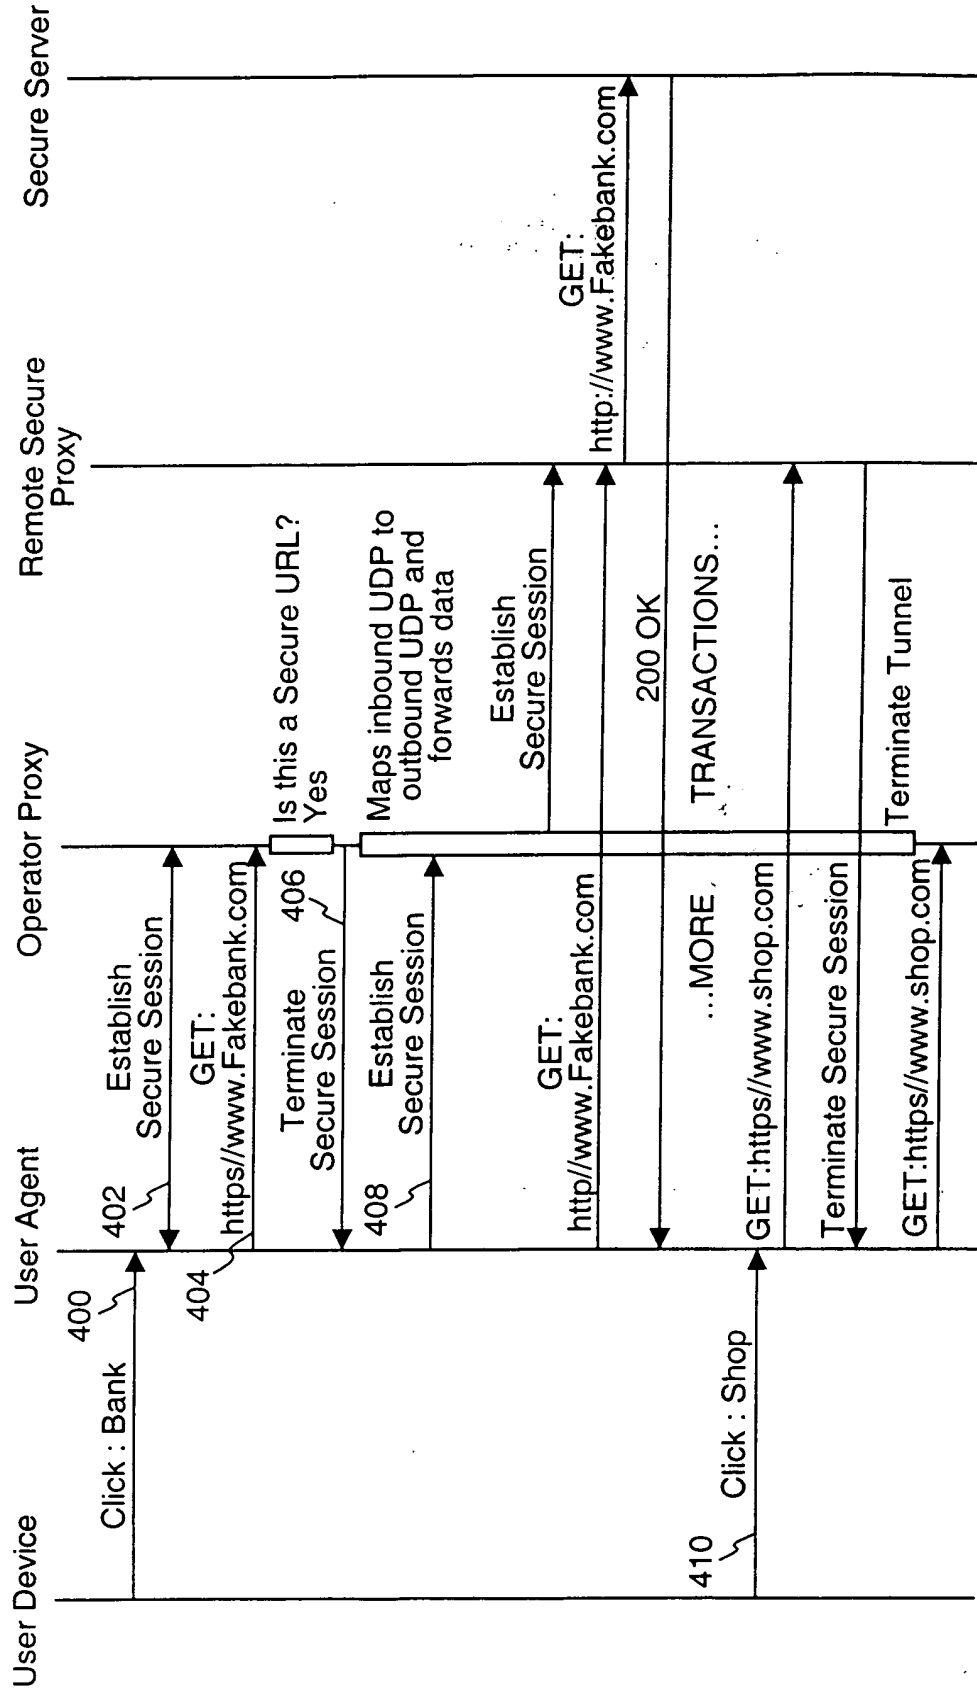 User Device
User Agent
Operator Proxy
Remote Secure
Proxy
Secure Server
Click : Bank
400
402
Establish
Secure Session
404
GET:
https//www.Fakebank.com
Is this a Secure URL?
Yes
406
Terminate
Secure Session
408
Establish
Secure Session
Maps inbound UDP to
outbound UDP and
forwards data
Establish
Secure Session
GET:
http//www.Fakebank.com
GET:
http://www.Fakebank.com
200 OK
...MORE
TRANSACTIONS...
410
Click : Shop
GET:https//www.shop.com
Terminate Secure Session
Terminate Tunnel
GET:https//www.shop.com